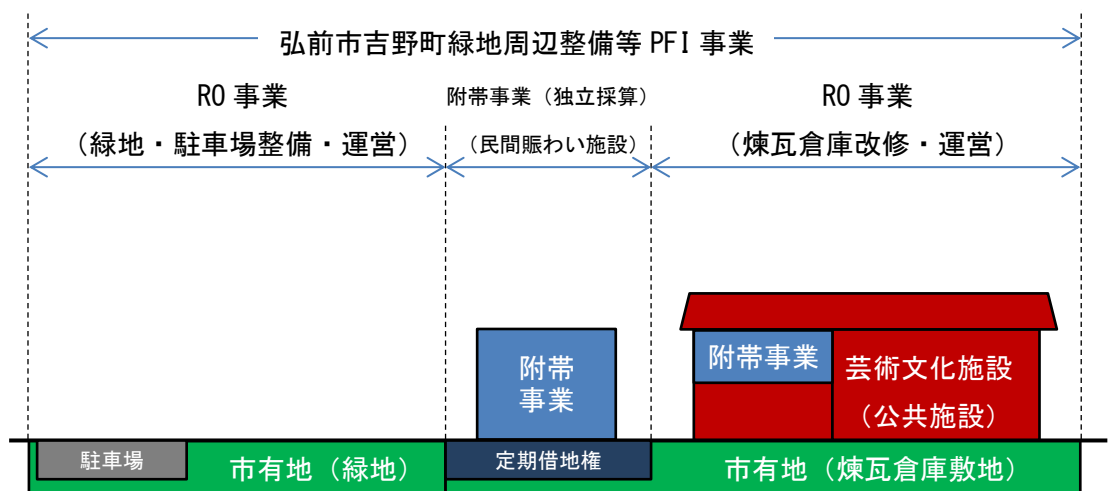 弘前市吉野町緑地周辺整備等 PFI 事業
RO 事業
（緑地・駐車場整備・運営）
附帯事業（独立採算）
（民間賑わい施設）
RO 事業
（煉瓦倉庫改修・運営）
附帯
事業
附帯事業
芸術文化施設
（公共施設）
駐車場
市有地（緑地）
定期借地権
市有地（煉瓦倉庫敷地）